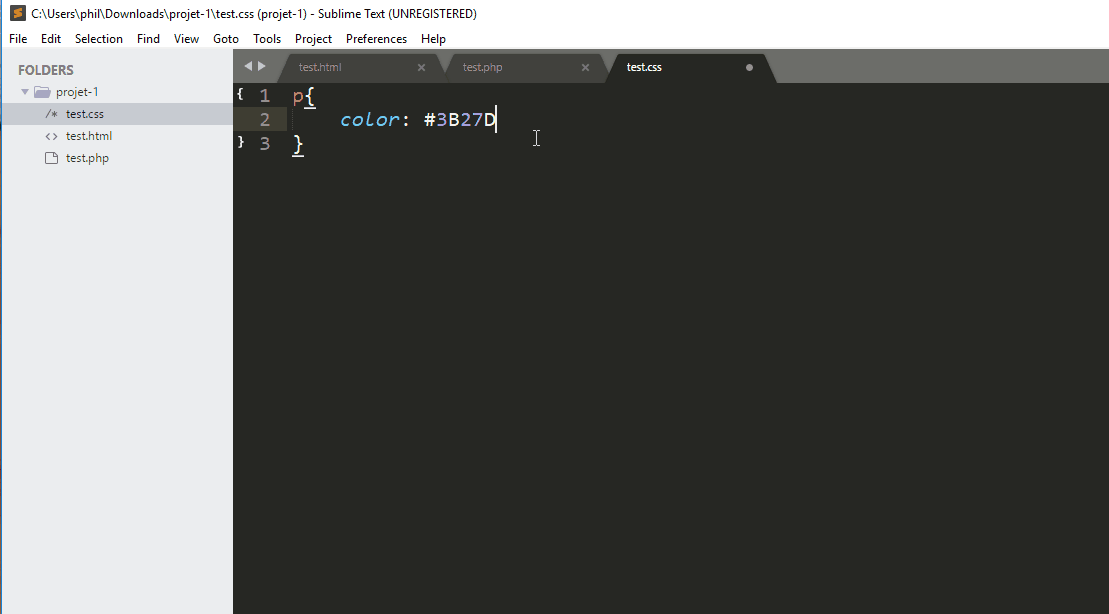 C:\Users\phil\Downloads\projet-1\test.css (projet-1) - Sublime Text (UNREGISTERED)
File Edit Selection Find View Goto Tools Project Preferences Help
FOLDERS
projet-1
/* test.css
<> test.html
test.php
test.html × test.php × test.css
{ 1 p{
2 color: #3B27D
} 3 }